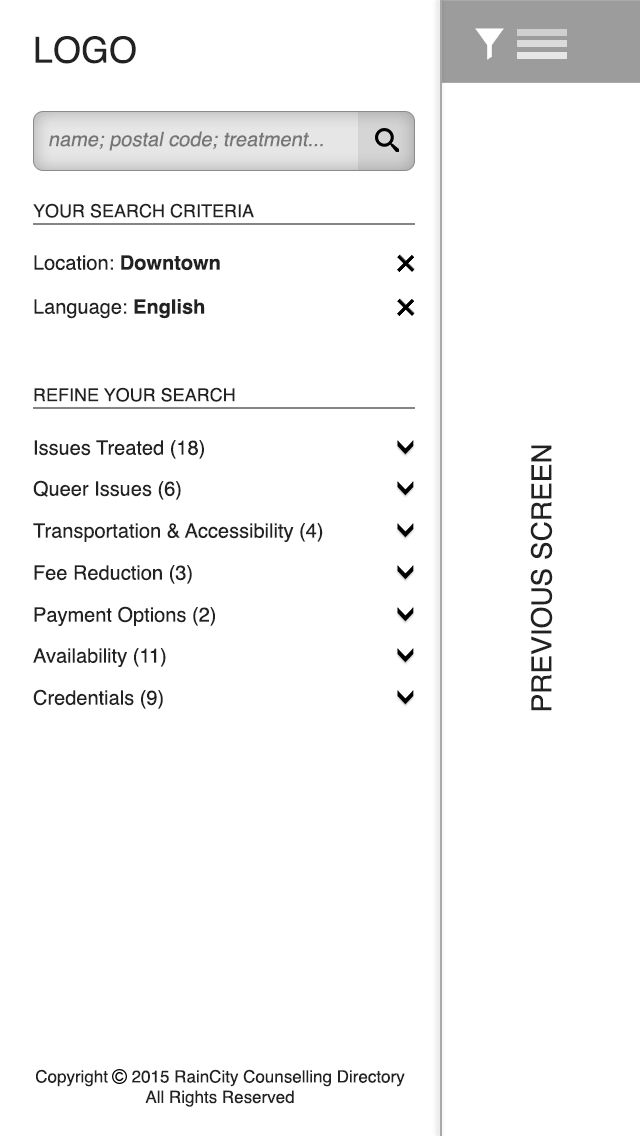 LOGO
name; postal code; treatment...
YOUR SEARCH CRITERIA
Location: Downtown
Language: English
REFINE YOUR SEARCH
Issues Treated (18)
Queer Issues (6)
Transportation & Accessibility (4)
Fee Reduction (3)
Payment Options (2)
Availability (11)
Credentials (9)
Copyright © 2015 RainCity Counselling Directory
All Rights Reserved
PREVIOUS SCREEN